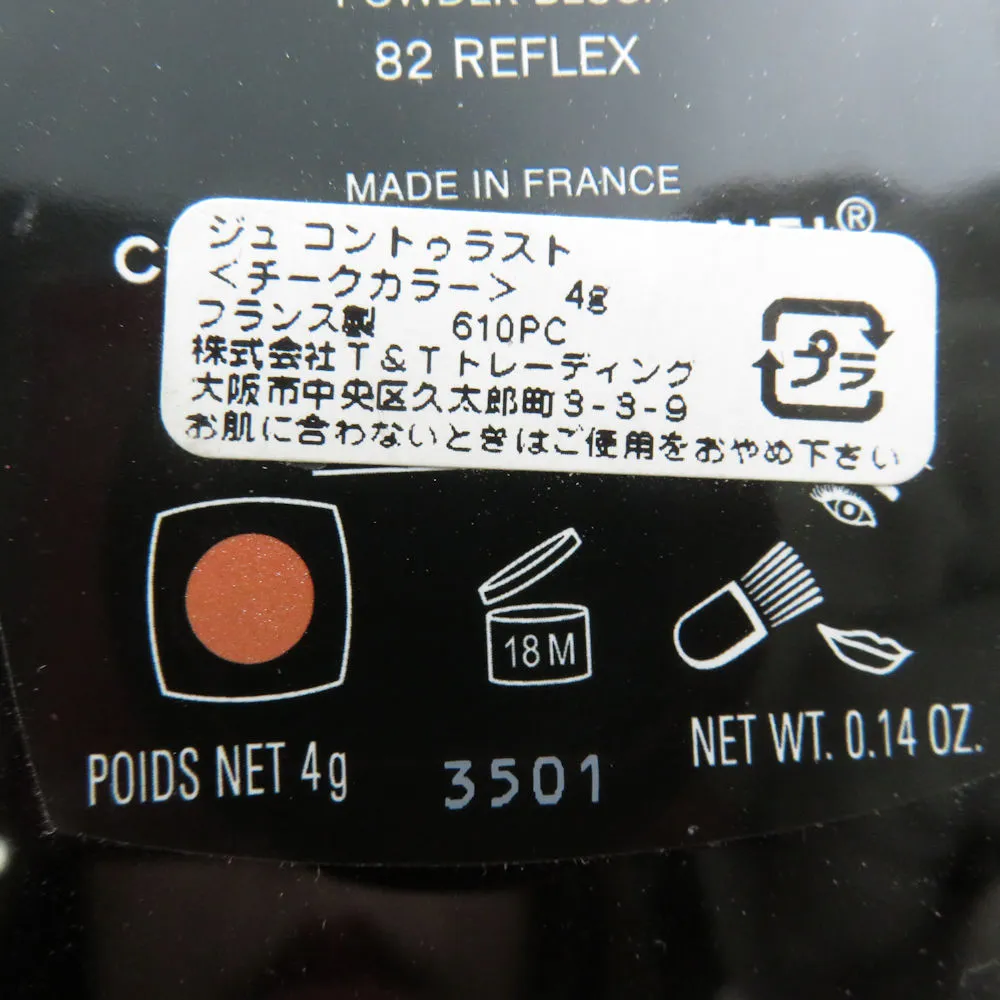 POWDER BLUSH
82 REFLEX
MADE IN FRANCE
ジュ コントゥラスト
<チークカラー> 4g
フランス製 610PC
株式会社T&Tトレーディング
大阪市中央区久太郎町3-3-9
お肌に合わないときはご使用をおやめ下さい
プラ
18M
POIDS NET 4g
3501
NET WT. 0.14 OZ.